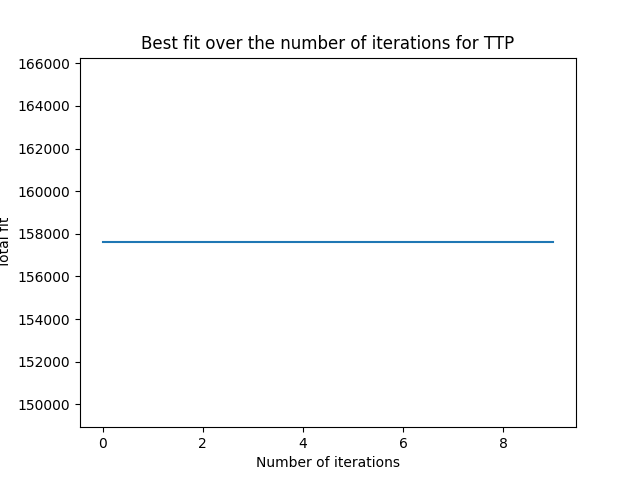 Best fit over the number of iterations for TTP
166000
164000
162000
160000
158000
156000
154000
152000
150000
Total fit
0 2 4 6 8
Number of iterations